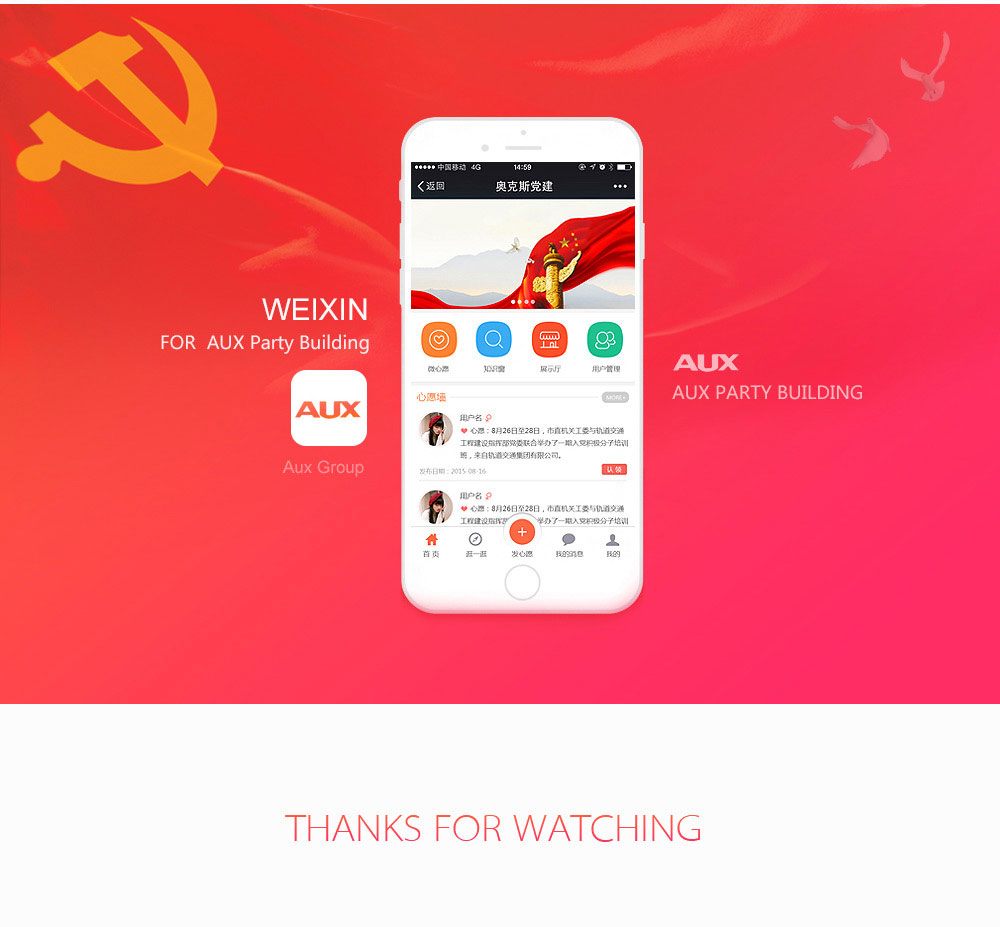 中国移动 4G 14:59
返回 奥克斯党建
WEIXIN
FOR AUX Party Building
AUX
Aux Group
微心愿 知识窗 展示厅 用户管理
AUX
AUX PARTY BUILDING
心愿墙 MORE+
用户名
心愿：8月26日至28日，市直机关工委与轨道交通
工程建设指挥部党委联合举办了一期入党积极分子培训
班，来自轨道交通集团有限公司。
发布日期：2015-08-16 认领
用户名
心愿：8月26日至28日，市直机关工委与轨道交通
工程建设指挥部 举办了一期入党积极分子培训
首页 逛一逛 发心愿 我的消息 我的
THANKS FOR WATCHING